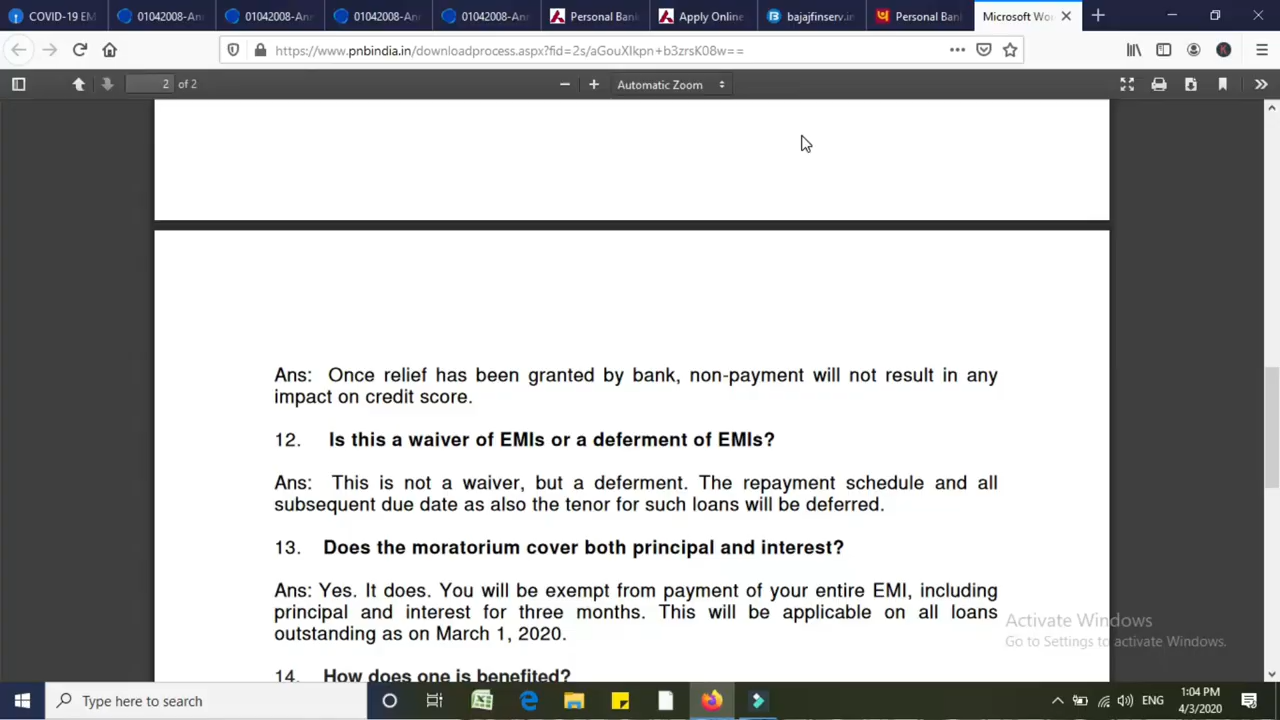 COVID-19 EM
01042008-An
01042008-An
01042008-An
01042008-An
Personal Ban
Apply Online
bajajfinserv.in
Personal Ban
Microsoft Wo
https://www.pnbindia.in/downloadprocess.aspx?fid=2s/aGouXIkpn+b3zrsK08w==
2 of 2
Automatic Zoom
Ans: Once relief has been granted by bank, non-payment will not result in any
impact on credit score.
12. Is this a waiver of EMIs or a deferment of EMIs?
Ans: This is not a waiver, but a deferment. The repayment schedule and all
subsequent due date as also the tenor for such loans will be deferred.
13. Does the moratorium cover both principal and interest?
Ans: Yes. It does. You will be exempt from payment of your entire EMI, including
principal and interest for three months. This will be applicable on all loans
outstanding as on March 1, 2020.
Activate Windows
Go to Settings to activate Windows.
14. How does one is benefited?
Type here to search
ENG
1:04 PM
4/3/2020